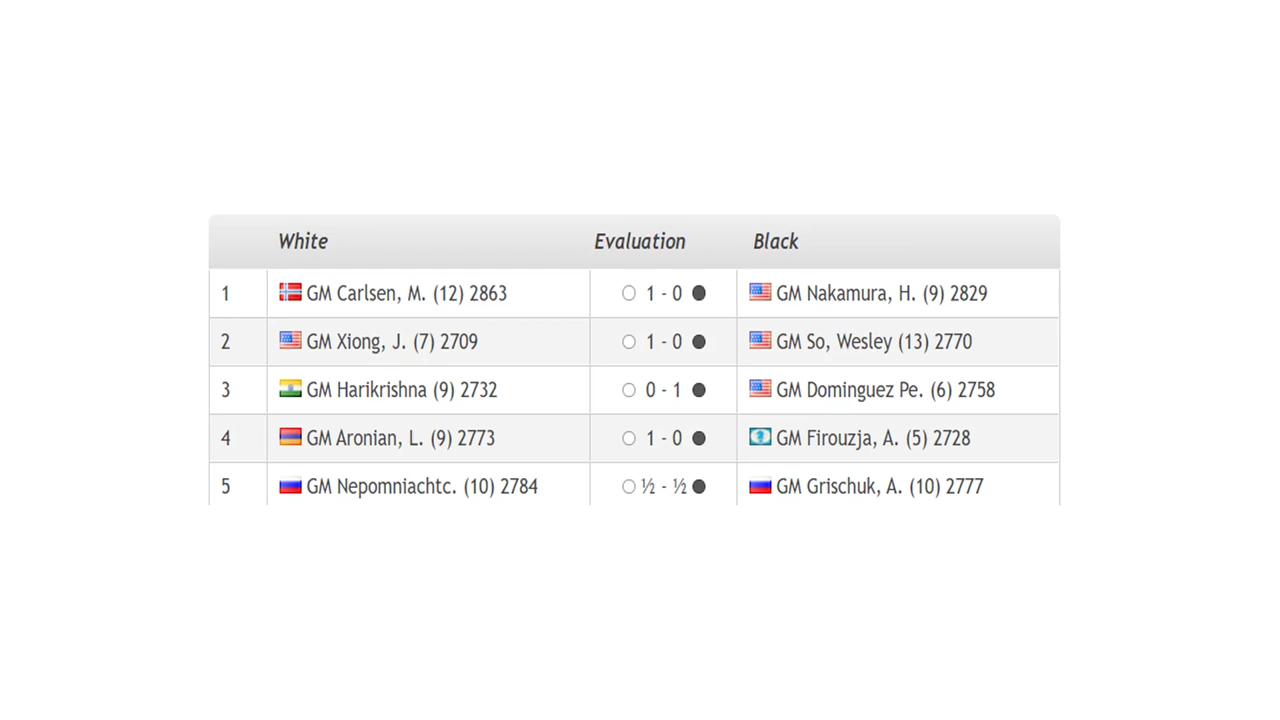 White Evaluation Black
1 GM Carlsen, M. (12) 2863 1 - 0 GM Nakamura, H. (9) 2829
2 GM Xiong, J. (7) 2709 1 - 0 GM So, Wesley (13) 2770
3 GM Harikrishna (9) 2732 0 - 1 GM Dominguez Pe. (6) 2758
4 GM Aronian, L. (9) 2773 1 - 0 GM Firouzja, A. (5) 2728
5 GM Nepomniachtc. (10) 2784 ½ - ½ GM Grischuk, A. (10) 2777